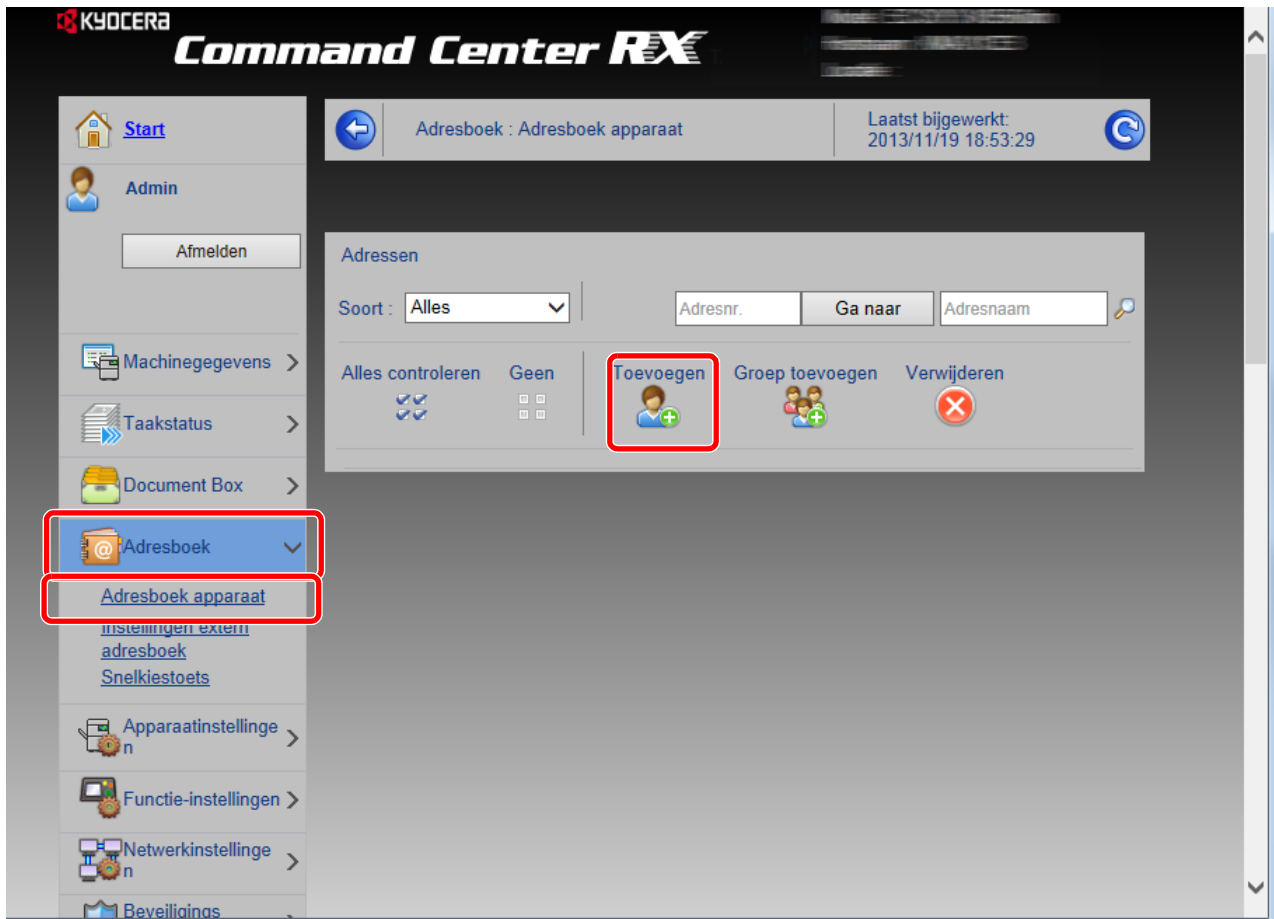 KYOCERA
Command Center RX
Start
Admin
Afmelden
Machinegegevens
Taakstatus
Document Box
Adresboek
Adresboek apparaat
Instellingen extern
adresboek
Snelkiestoets
Apparaatinstellinge
n
Functie-instellingen
Netwerkinstellinge
n
Beveiligings
Adresboek : Adresboek apparaat
Laatst bijgewerkt:
2013/11/19 18:53:29
Adressen
Soort : Alles Adresnr. Ga naar Adresnaam
Alles controleren Geen Toevoegen Groep toevoegen Verwijderen